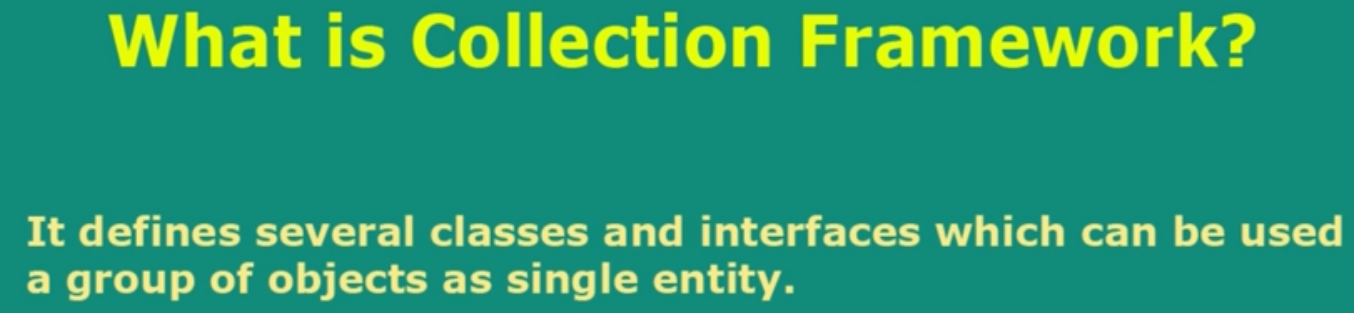 What is Collection Framework?
It defines several classes and interfaces which can be used
a group of objects as single entity.